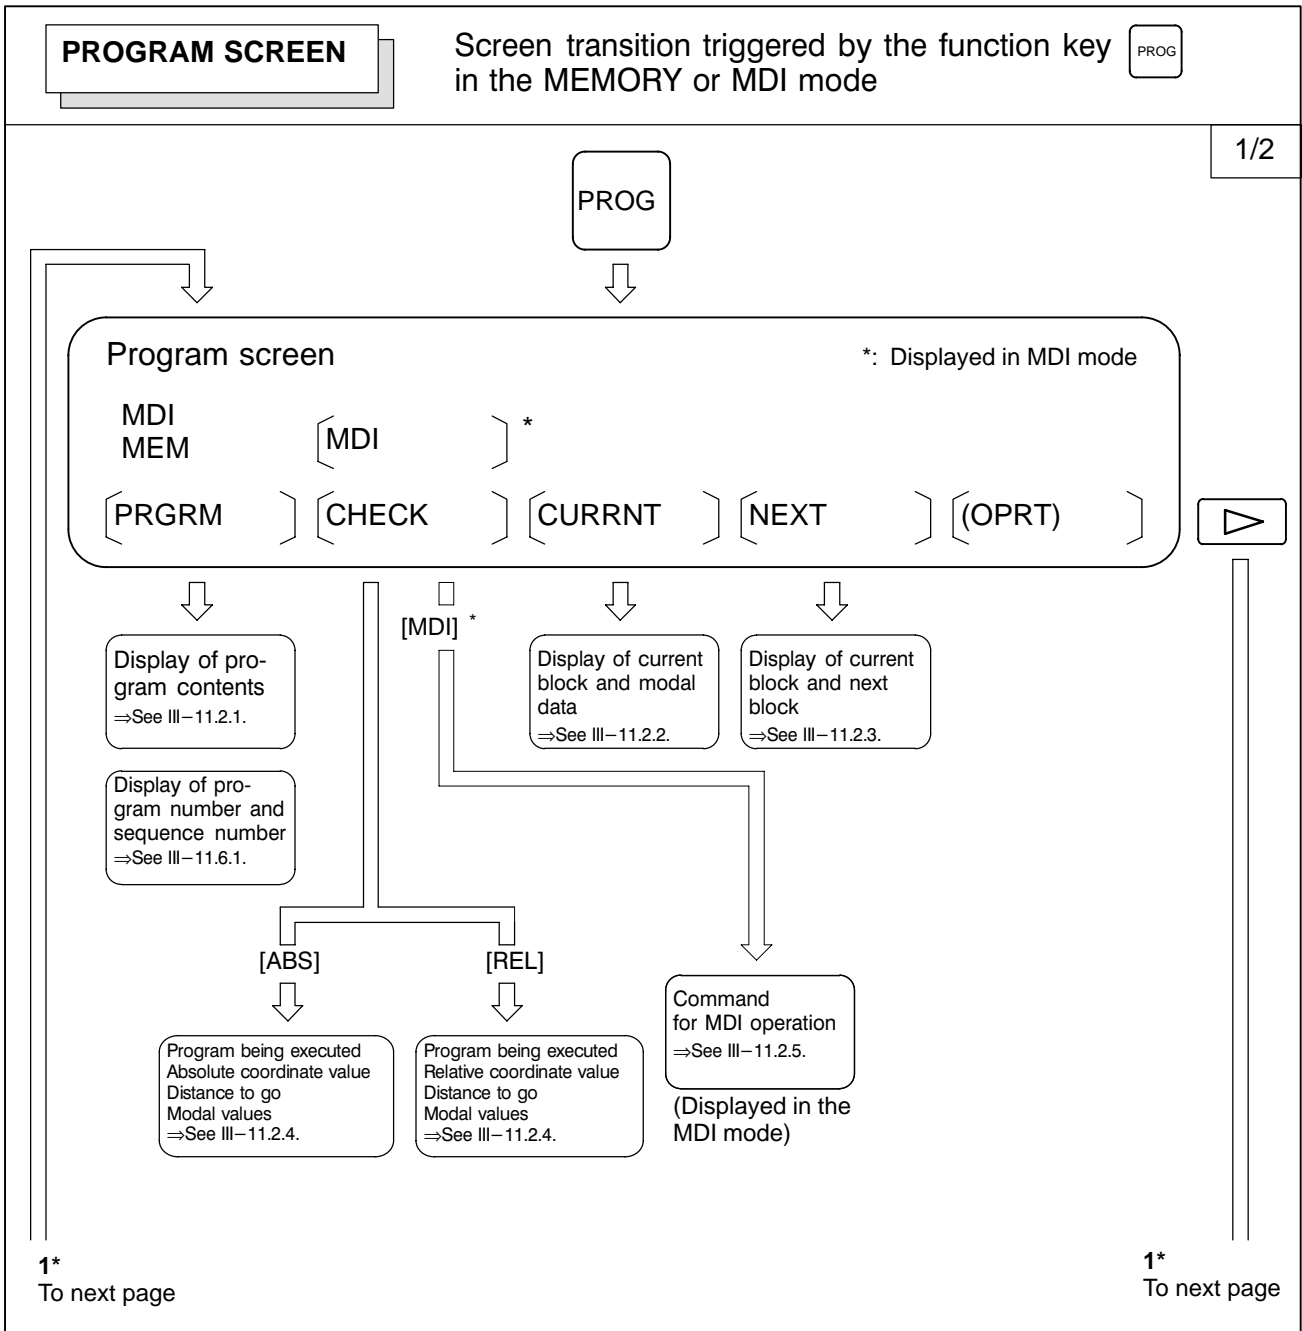 PROGRAM SCREEN
Screen transition triggered by the function key PROG
in the MEMORY or MDI mode
1/2
PROG
Program screen
*: Displayed in MDI mode
MDI
MEM
[MDI] *
[PRGRM] [CHECK] [CURRNT] [NEXT] [(OPRT)]
[MDI] *
Display of pro-
gram contents
⇒See III–11.2.1.
Display of current
block and modal
data
⇒See III–11.2.2.
Display of current
block and next
block
⇒See III–11.2.3.
Display of pro-
gram number and
sequence number
⇒See III–11.6.1.
[ABS]
[REL]
Program being executed
Absolute coordinate value
Distance to go
Modal values
⇒See III–11.2.4.
Program being executed
Relative coordinate value
Distance to go
Modal values
⇒See III–11.2.4.
Command
for MDI operation
⇒See III–11.2.5.
(Displayed in the
MDI mode)
1*
To next page
1*
To next page